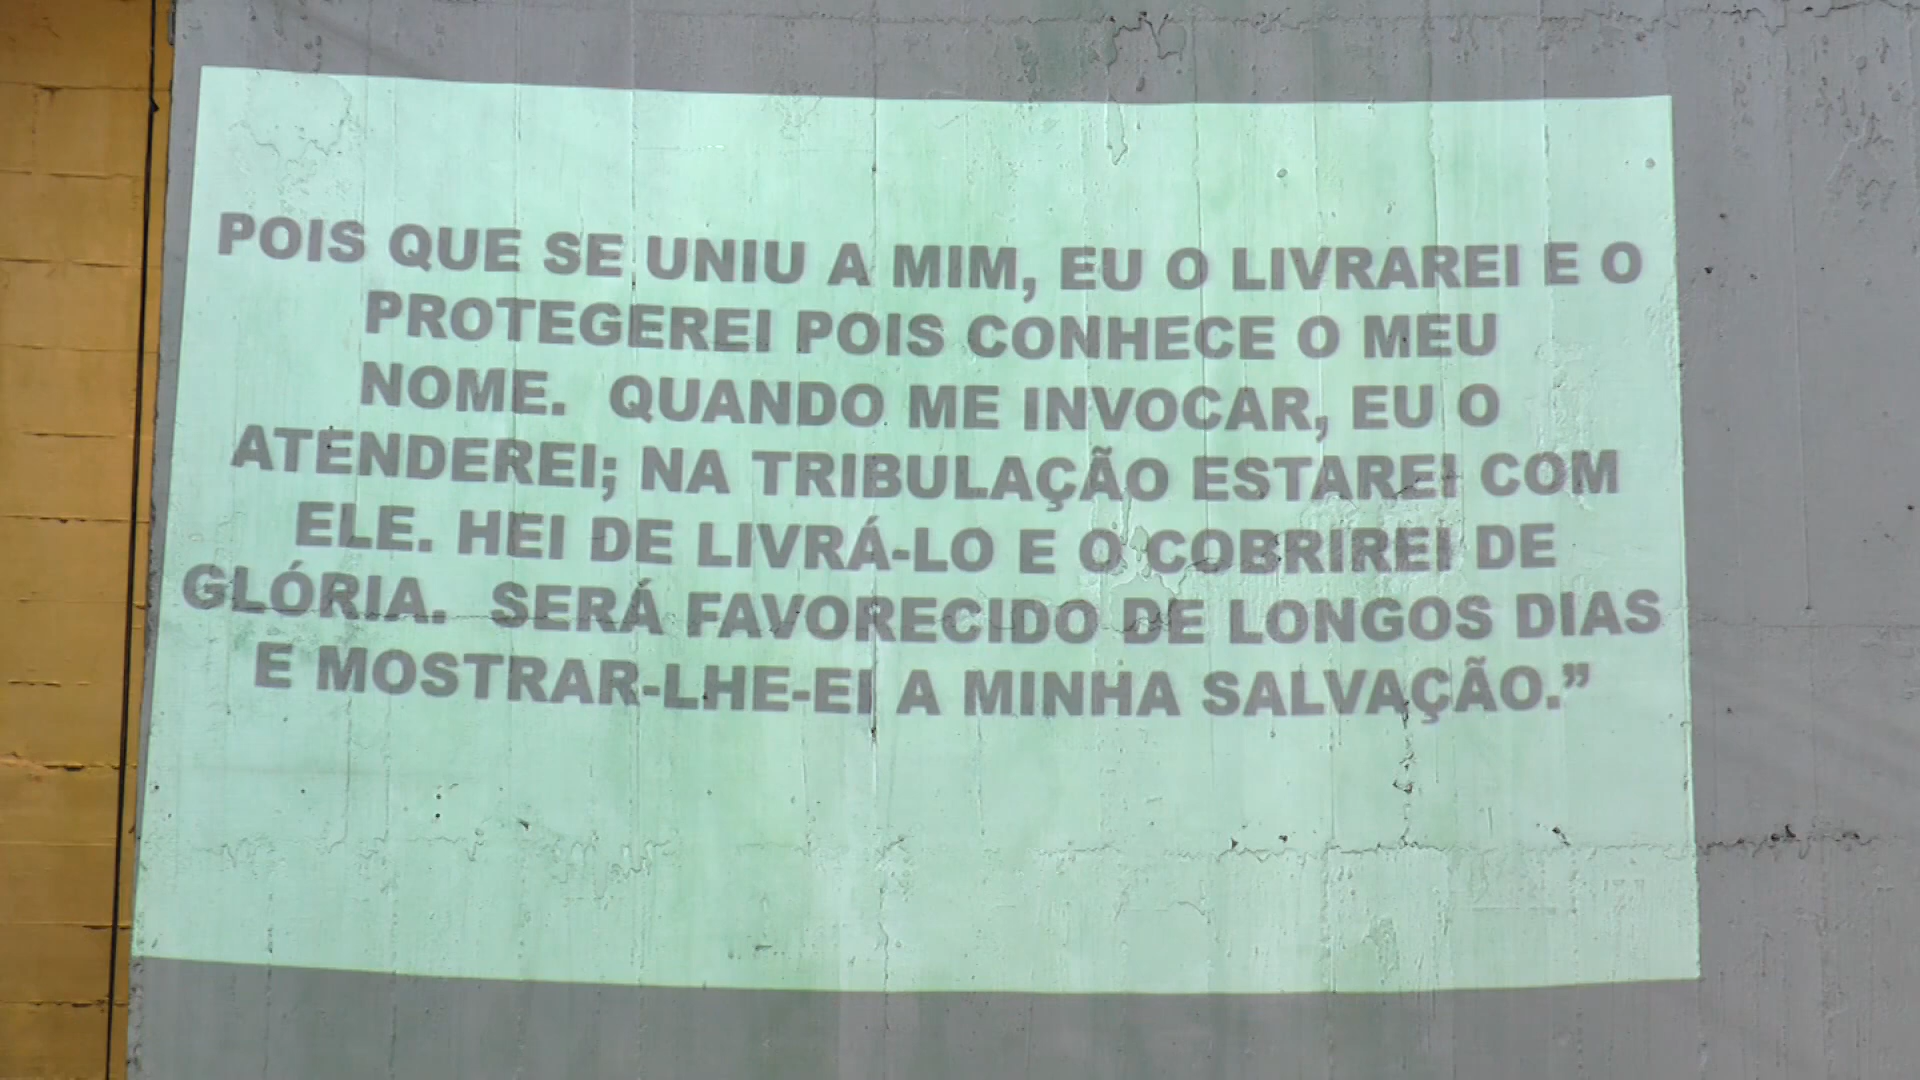 POIS QUE SE UNIU A MIM, EU O LIVRAREI E O
PROTEGEREI POIS CONHECE O MEU
NOME. QUANDO ME INVOCAR, EU O
ATENDEREI; NA TRIBULAÇÃO ESTAREI COM
ELE. HEI DE LIVRÁ-LO E O COBRIREI DE
GLÓRIA. SERÁ FAVORECIDO DE LONGOS DIAS
E MOSTRAR-LHE-EI A MINHA SALVAÇÃO.”